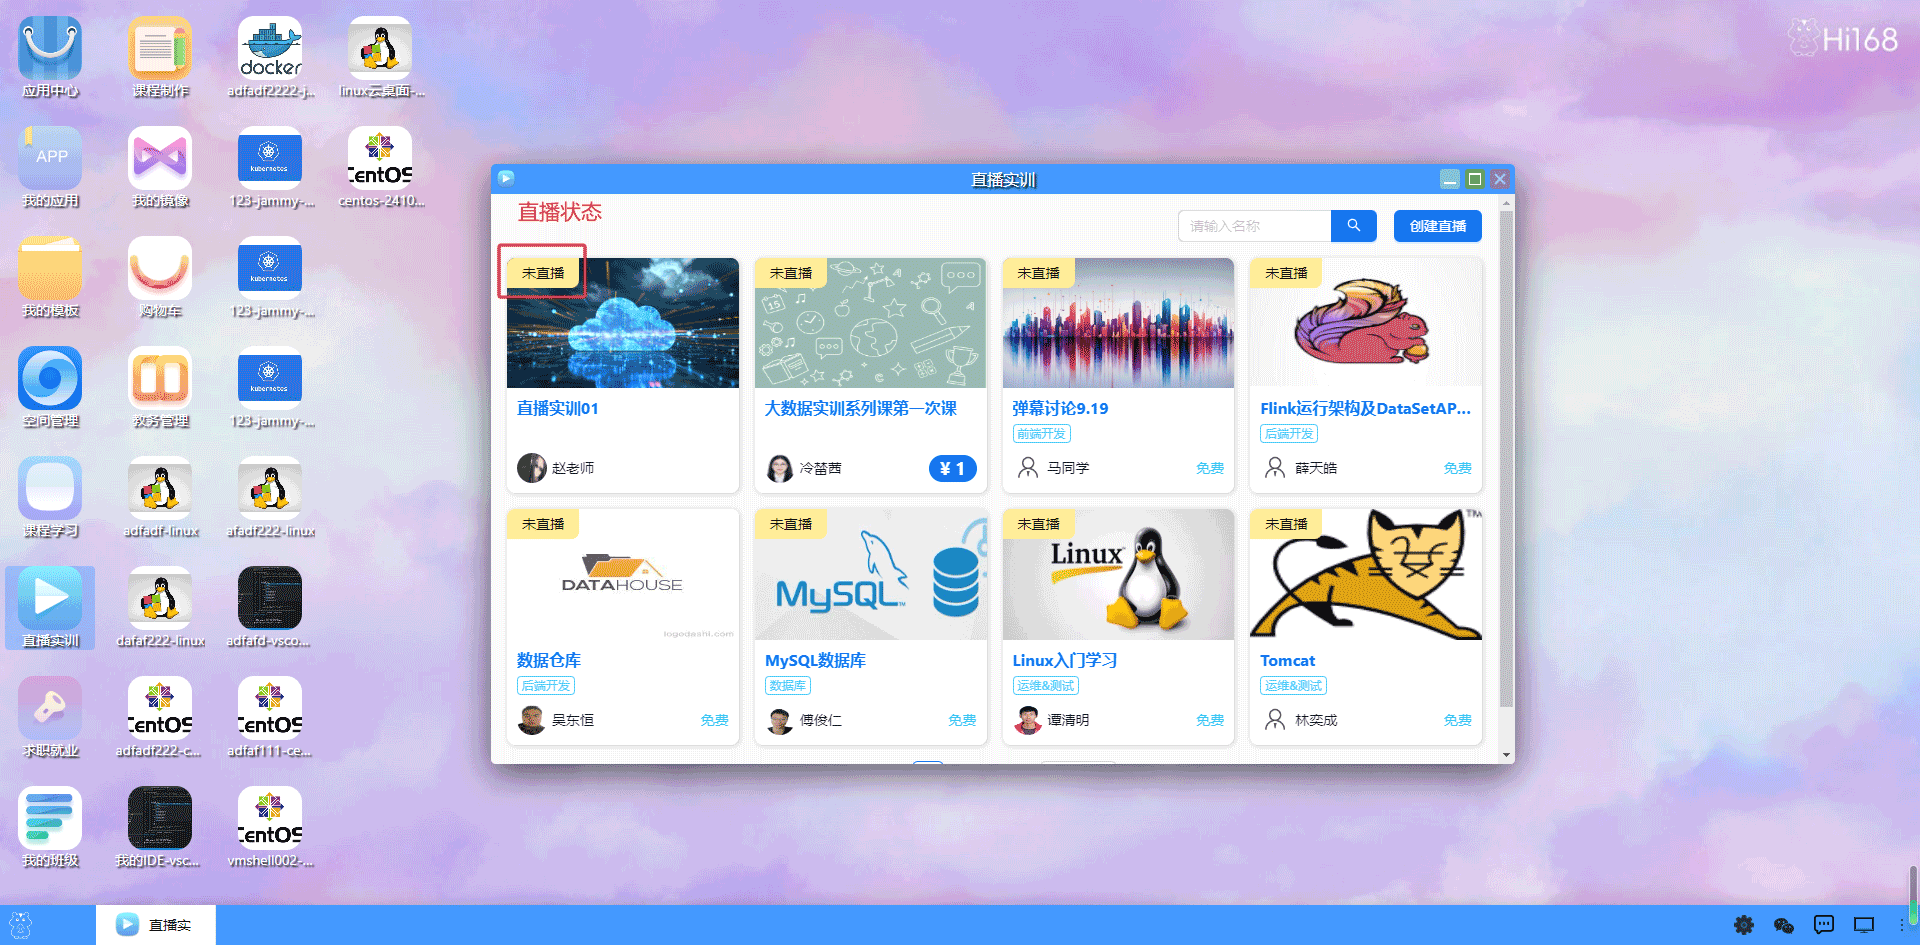 Hi168
应用中心
课程制作
docker
adfadf2222-j...
linux云桌面-...
APP
我的应用
我的镜像
kubernetes
123-jammy-...
CentOS
centos-2410...
我的模板
购物车
kubernetes
123-jammy-...
空间管理
教务管理
kubernetes
123-jammy-...
课程学习
adfadf-linux
afadf222-linux
直播实训
dafaf222-linux
adfafd-vsco...
求职就业
CentOS
adfadf222-c...
CentOS
adfaf111-ce...
我的班级
我的IDE-vsc...
CentOS
vmshell002-...
直播实训
直播状态
请输入名称
创建直播
未直播
直播实训01
赵老师
未直播
大数据实训系列课第一次课
冷菩茜
¥ 1
未直播
弹幕讨论9.19
前端开发
马同学
免费
未直播
Flink运行架构及DataSetAP...
后端开发
薛天皓
免费
未直播
DATAHOUSE
logodashi.com
数据仓库
后端开发
吴东恒
免费
未直播
MySQL™
MySQL数据库
数据库
傅俊仁
免费
未直播
Linux
Linux入门学习
运维&测试
谭清明
免费
未直播
TM
Tomcat
运维&测试
林奕成
免费
直播实